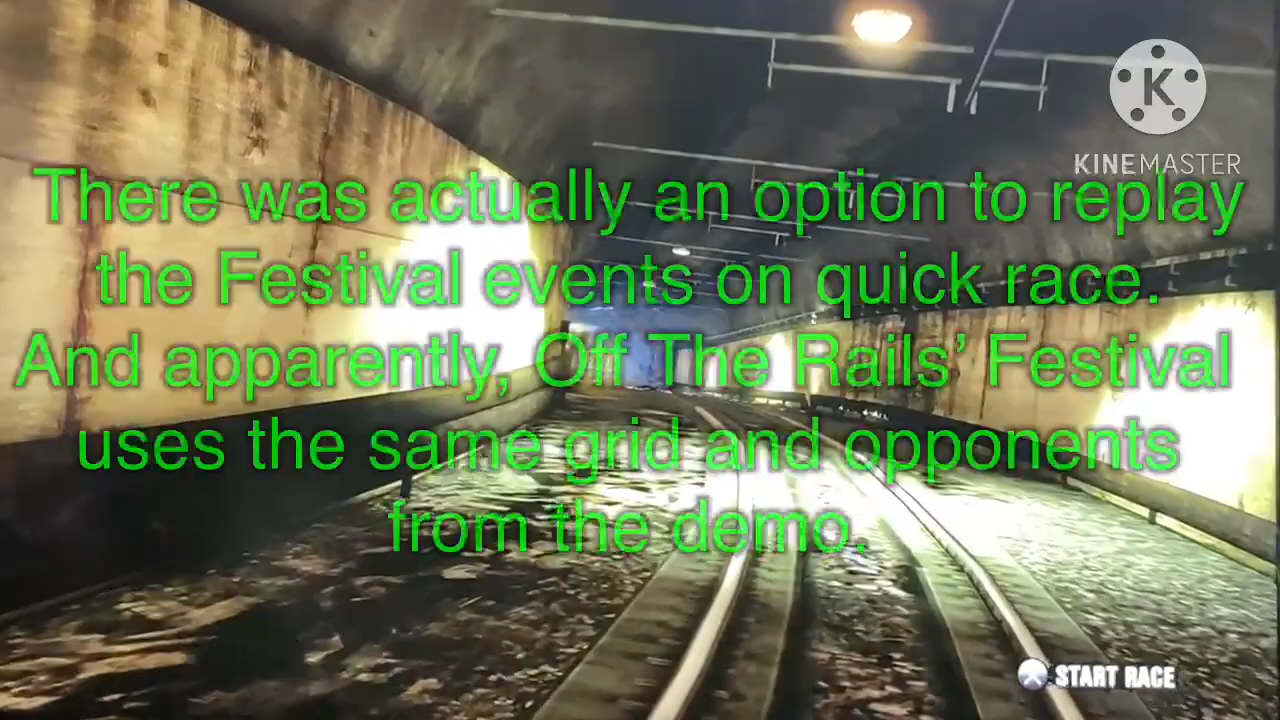 K
KINEMASTER
There was actually an option to replay
the Festival events on quick race.
And apparently, Off The Rails’ Festival
uses the same grid and opponents
from the demo.
START RACE